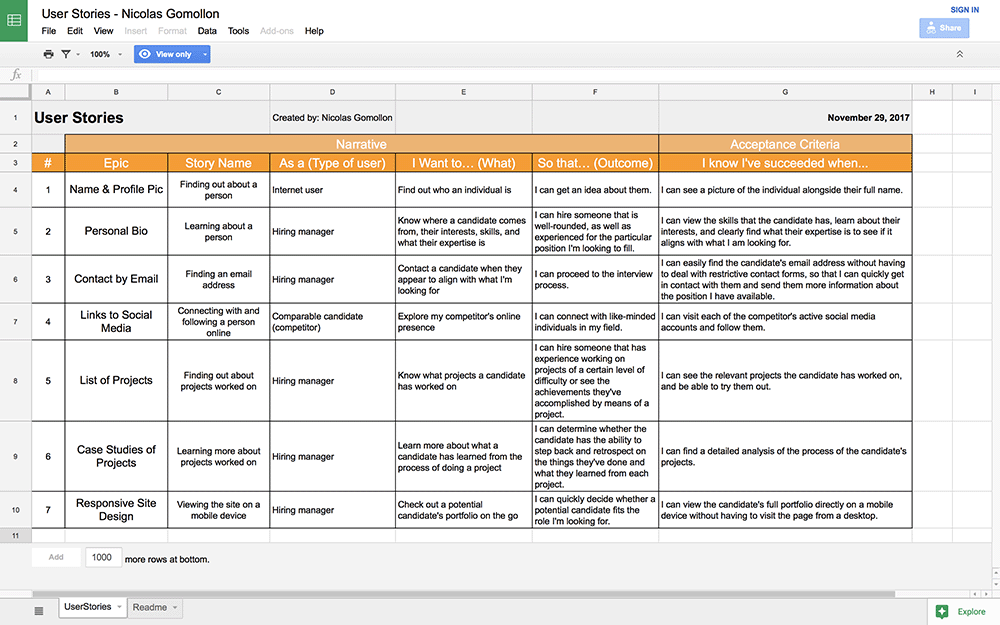 User Stories - Nicolas Gomollon
SIGN IN
File Edit View Insert Format Data Tools Add-ons Help
Share
100% View only
fx
A B C D E F G H I
1 User Stories Created by: Nicolas Gomollon November 29, 2017
2 Narrative Acceptance Criteria
3 # Epic Story Name As a (Type of user) I Want to… (What) So that… (Outcome) I know I've succeeded when...
4
1
Name & Profile Pic
Finding out about a
person
Internet user
Find out who an individual is
I can get an idea about them.
I can see a picture of the individual alongside their full name.
5
2
Personal Bio
Learning about a
person
Hiring manager
Know where a candidate comes
from, their interests, skills, and
what their expertise is
I can hire someone that is
well-rounded, as well as
experienced for the particular
position I'm looking to fill.
I can view the skills that the candidate has, learn about their
interests, and clearly find what their expertise is to see if it
aligns with what I am looking for.
6
3
Contact by Email
Finding an email
address
Hiring manager
Contact a candidate when they
appear to align with what I'm
looking for
I can proceed to the interview
process.
I can easily find the candidate's email address without having
to deal with restrictive contact forms, so that I can quickly get
in contact with them and send them more information about
the position I have available.
7
4
Links to Social
Media
Connecting with and
following a person
online
Comparable candidate
(competitor)
Explore my competitor's online
presence
I can connect with like-minded
individuals in my field.
I can visit each of the competitor's active social media
accounts and follow them.
8
5
List of Projects
Finding out about
projects worked on
Hiring manager
Know what projects a candidate
has worked on
I can hire someone that has
experience working on
projects of a certain level of
difficulty or see the
achievements they've
accomplished by means of a
project.
I can see the relevant projects the candidate has worked on,
and be able to try them out.
9
6
Case Studies of
Projects
Learning more about
projects worked on
Hiring manager
Learn more about what a
candidate has learned from the
process of doing a project
I can determine whether the
candidate has the ability to
step back and retrospect on
the things they've done and
what they learned from each
project.
I can find a detailed analysis of the process of the candidate's
projects.
10
7
Responsive Site
Design
Viewing the site on a
mobile device
Hiring manager
Check out a potential
candidate's portfolio on the go
I can quickly decide whether a
potential candidate fits the
role I'm looking for.
I can view the candidate's full portfolio directly on a mobile
device without having to visit the page from a desktop.
11
Add 1000 more rows at bottom.
UserStories Readme Explore